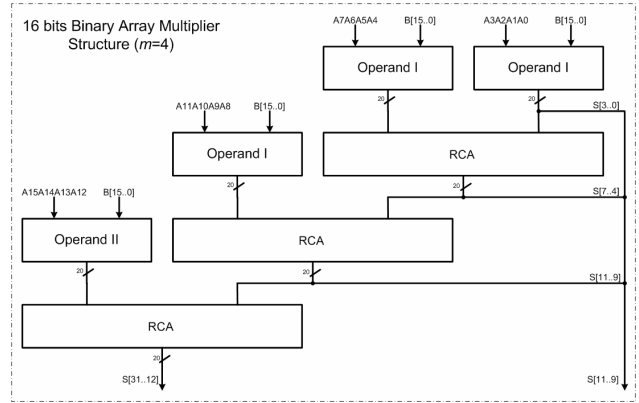 16 bits Binary Array Multiplier
Structure (m=4)
A7A6A5A4 B[15..0] A3A2A1A0 B[15..0]
Operand I Operand I
20 20 S[3..0]
A11A10A9A8 B[15..0]
Operand I RCA
20 20 S[7..4]
A15A14A13A12 B[15..0]
Operand II RCA
20 20 S[11..9]
RCA
20
S[31..12] S[11..9]